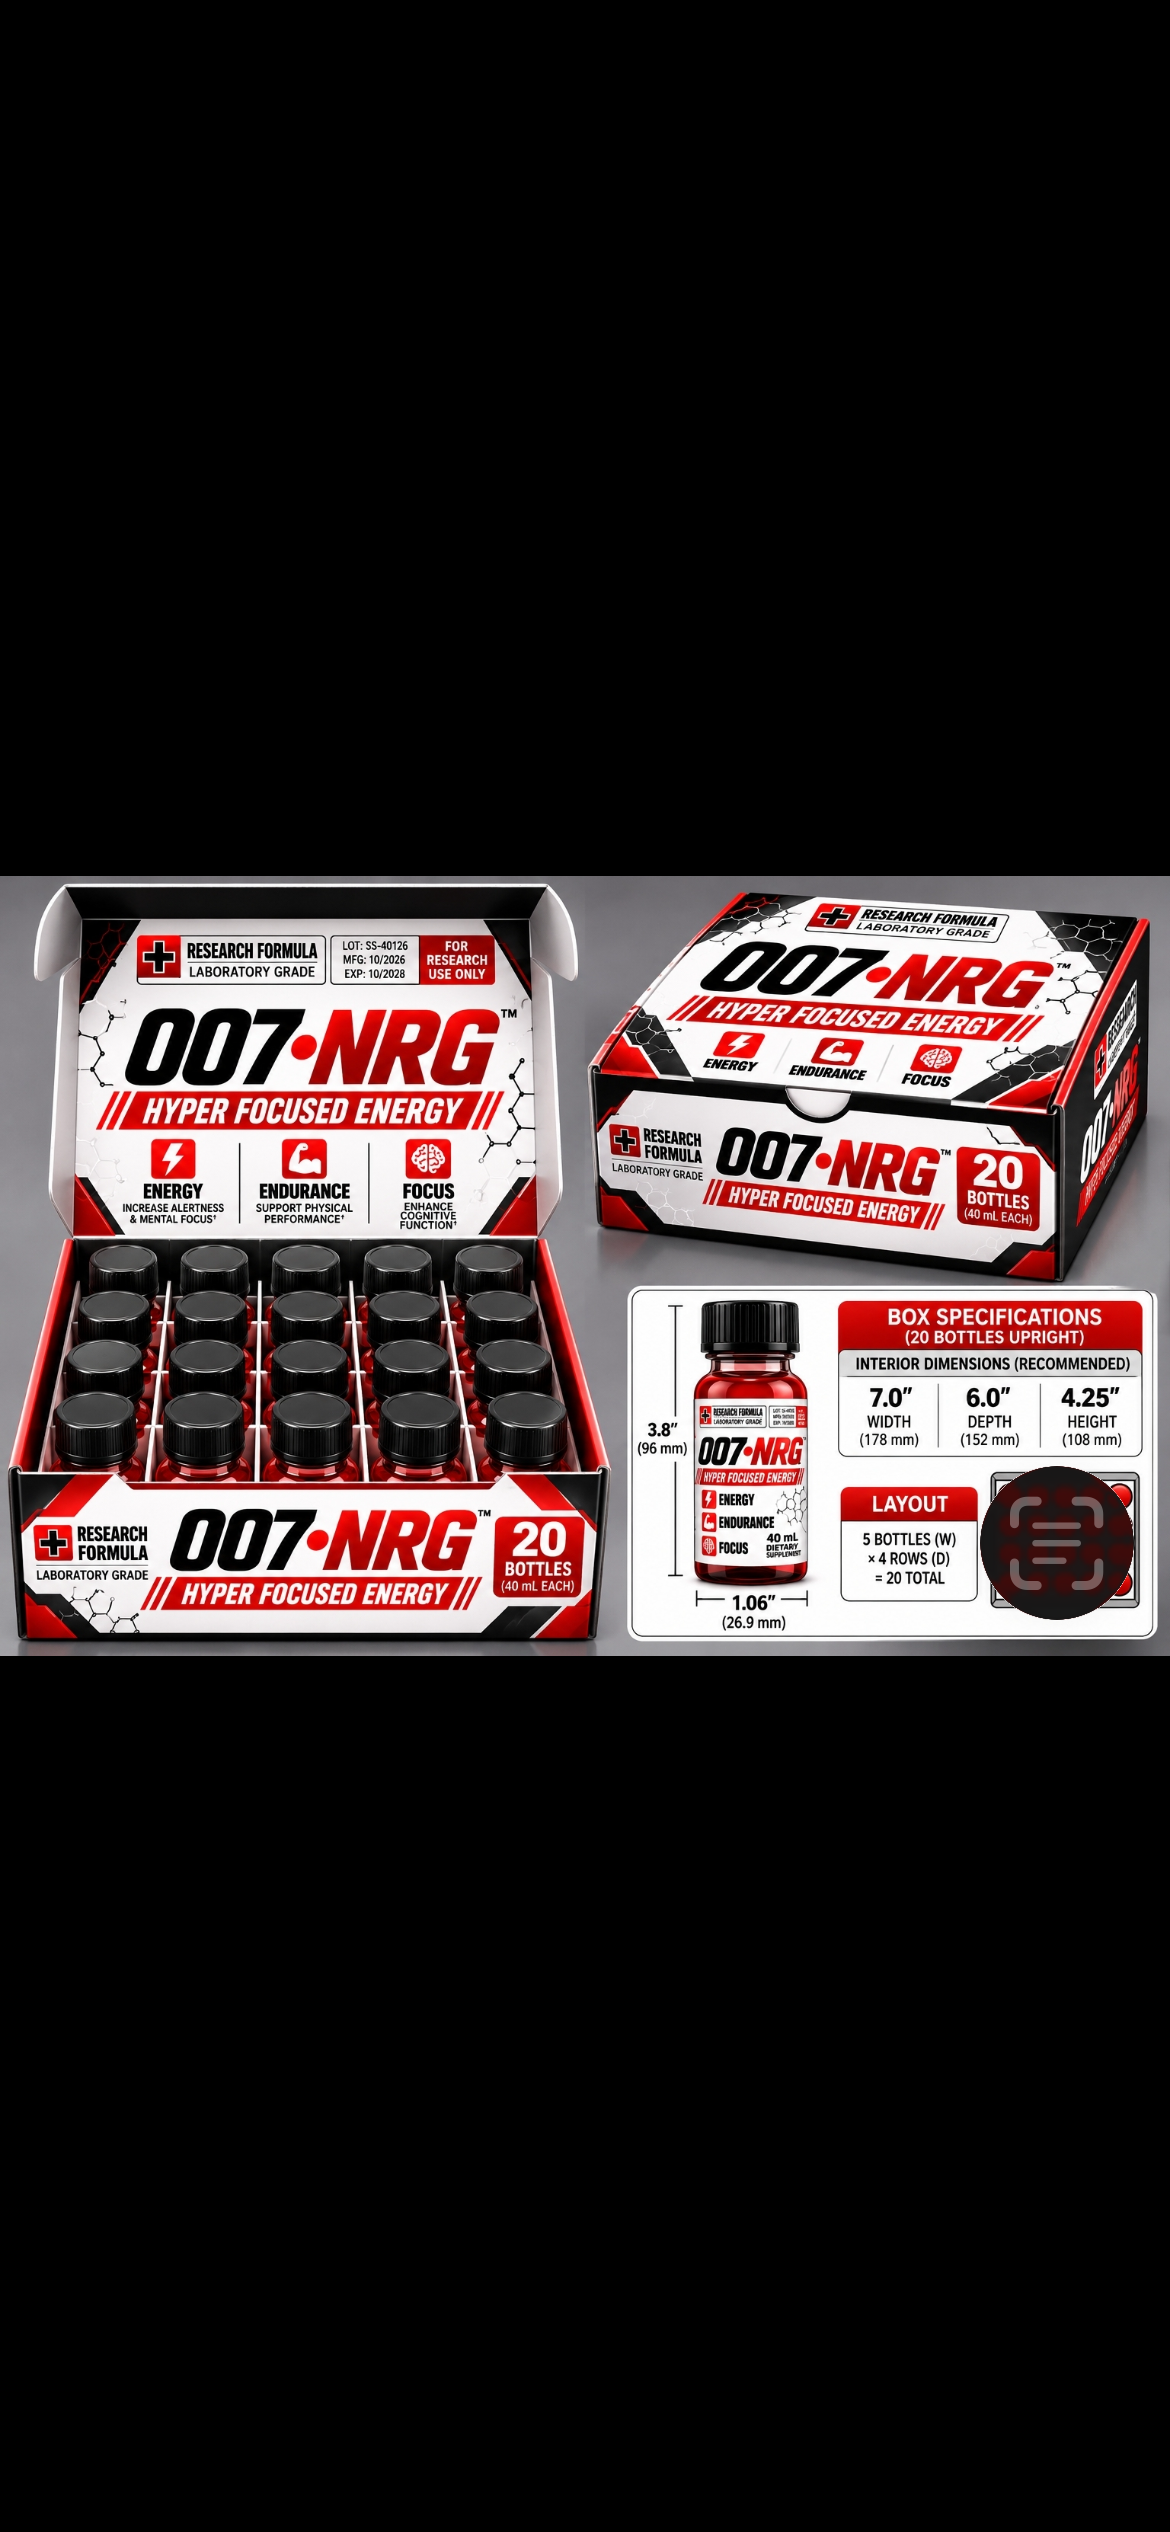 RESEARCH FORMULA
LABORATORY GRADE
LOT: SS-40126
MFG: 10/2026
EXP: 10/2028
FOR
RESEARCH
USE ONLY
007•NRG™
HYPER FOCUSED ENERGY
ENERGY
INCREASE ALERTNESS
& MENTAL FOCUS†
ENDURANCE
SUPPORT PHYSICAL
PERFORMANCE†
FOCUS
ENHANCE
COGNITIVE
FUNCTION†
RESEARCH
FORMULA
LABORATORY GRADE
007•NRG™
HYPER FOCUSED ENERGY
20
BOTTLES
(40 mL EACH)
RESEARCH FORMULA
LABORATORY GRADE
007•NRG™
HYPER FOCUSED ENERGY
ENERGY
ENDURANCE
FOCUS
RESEARCH
FORMULA
LABORATORY GRADE
007•NRG™
HYPER FOCUSED ENERGY
20
BOTTLES
(40 mL EACH)
007•NRG
3.8"
(96 mm)
RESEARCH FORMULA
LABORATORY GRADE
007•NRG
HYPER FOCUSED ENERGY
ENERGY
ENDURANCE
FOCUS
40 mL
DIETARY
SUPPLEMENT
1.06"
(26.9 mm)
BOX SPECIFICATIONS
(20 BOTTLES UPRIGHT)
INTERIOR DIMENSIONS (RECOMMENDED)
7.0"
WIDTH
(178 mm)
6.0"
DEPTH
(152 mm)
4.25"
HEIGHT
(108 mm)
LAYOUT
5 BOTTLES (W)
× 4 ROWS (D)
= 20 TOTAL